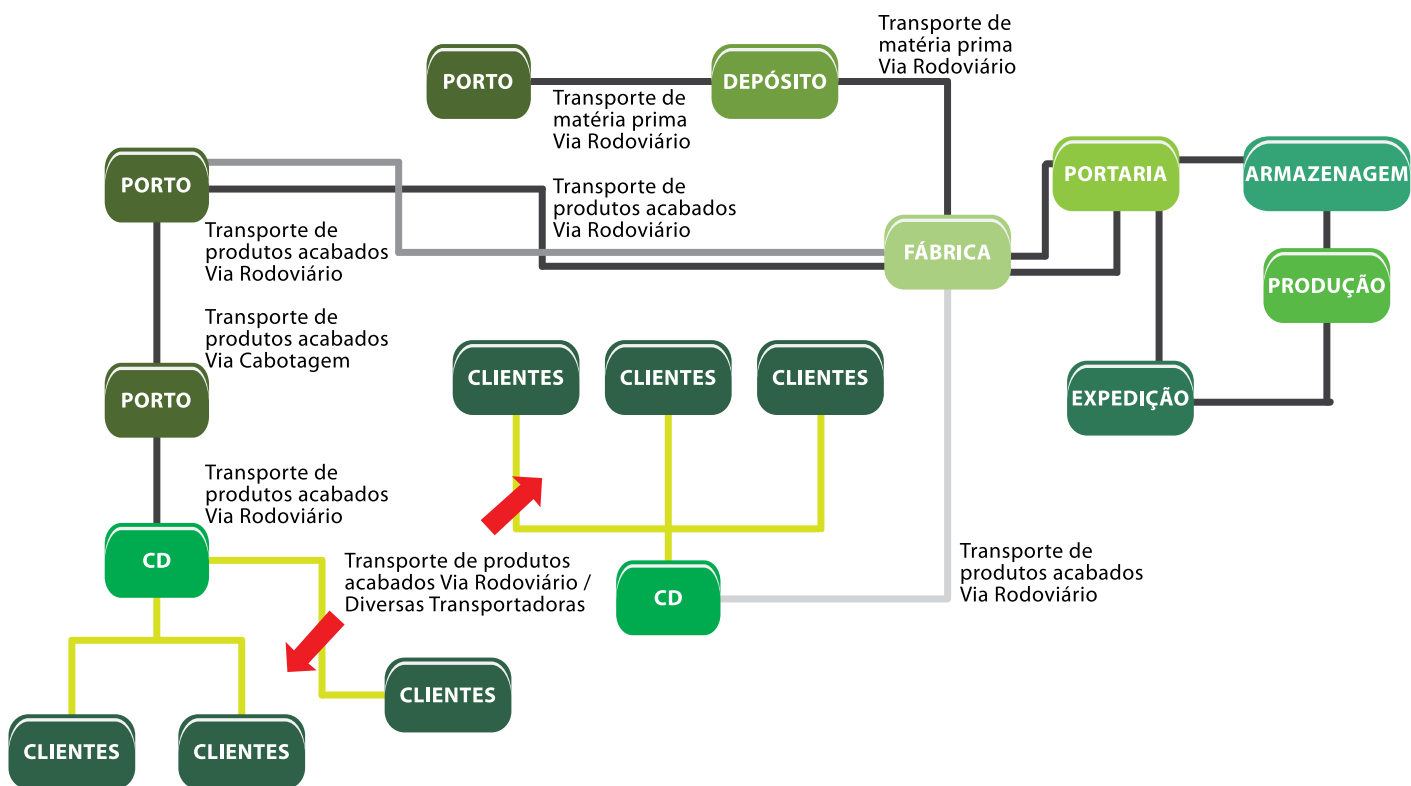 Transporte de
matéria prima
Via Rodoviário
PORTO
DEPÓSITO
Transporte de
matéria prima
Via Rodoviário
PORTARIA
ARMAZENAGEM
PORTO
Transporte de
produtos acabados
Via Rodoviário
Transporte de
produtos acabados
Via Rodoviário
FÁBRICA
PRODUÇÃO
Transporte de
produtos acabados
Via Cabotagem
CLIENTES
CLIENTES
CLIENTES
PORTO
EXPEDIÇÃO
Transporte de
produtos acabados
Via Rodoviário
CD
Transporte de produtos
acabados Via Rodoviário /
Diversas Transportadoras
CD
Transporte de
produtos acabados
Via Rodoviário
CLIENTES
CLIENTES
CLIENTES